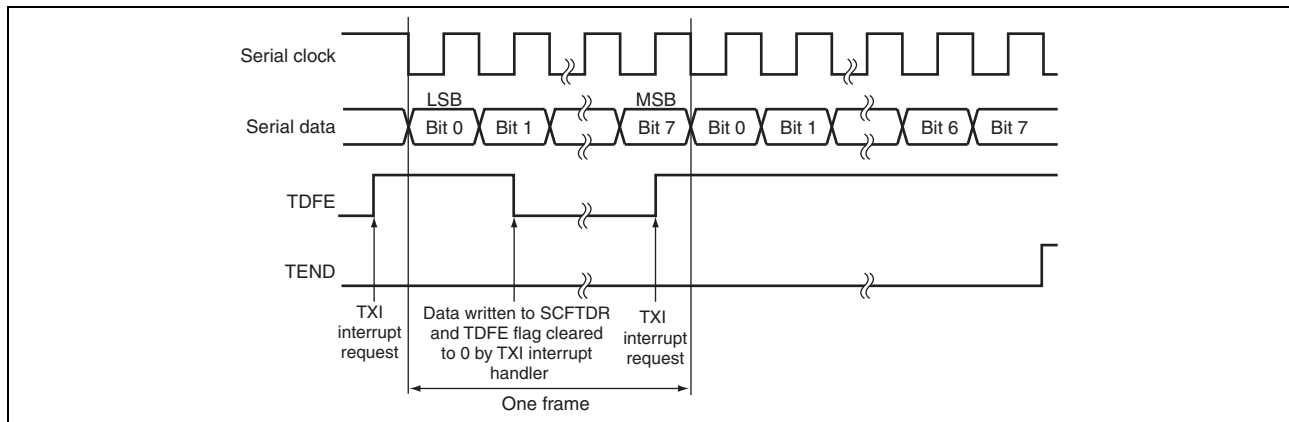 Serial clock
LSB
MSB
Serial data
Bit 0
Bit 1
Bit 7
Bit 0
Bit 1
Bit 6
Bit 7
TDFE
TEND
TXI
interrupt
request
Data written to SCFTDR
and TDFE flag cleared
to 0 by TXI interrupt
handler
TXI
interrupt
request
One frame